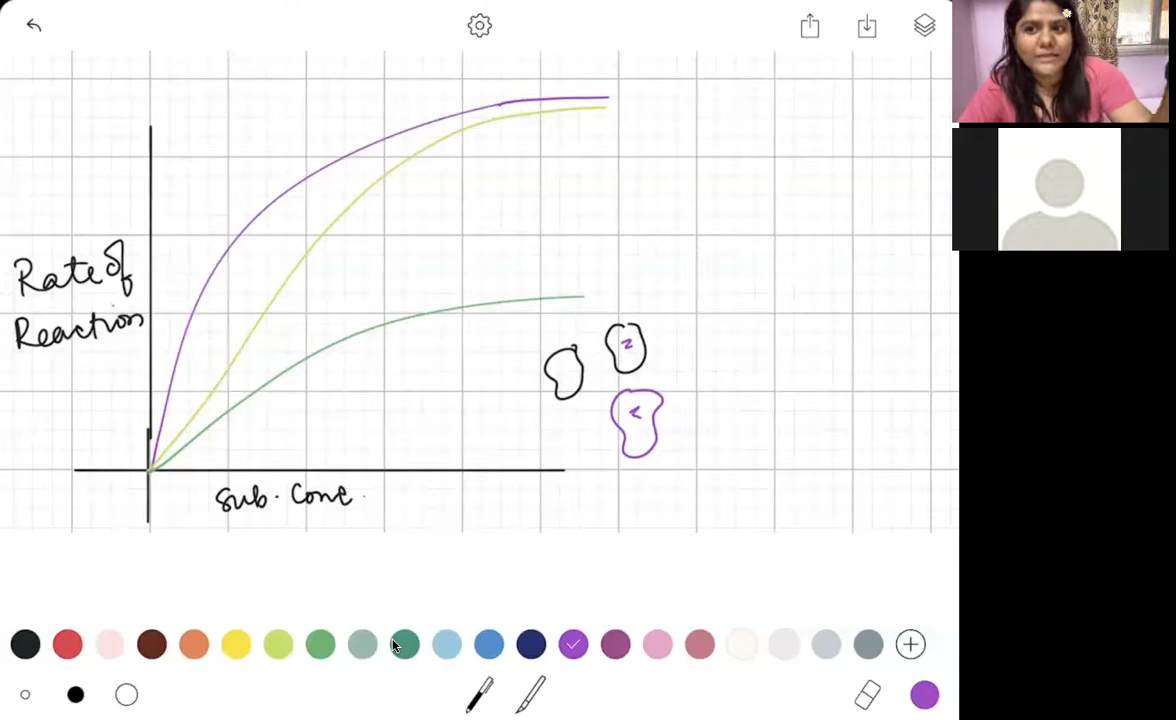 Rate of
Reaction
Sub. Conc.